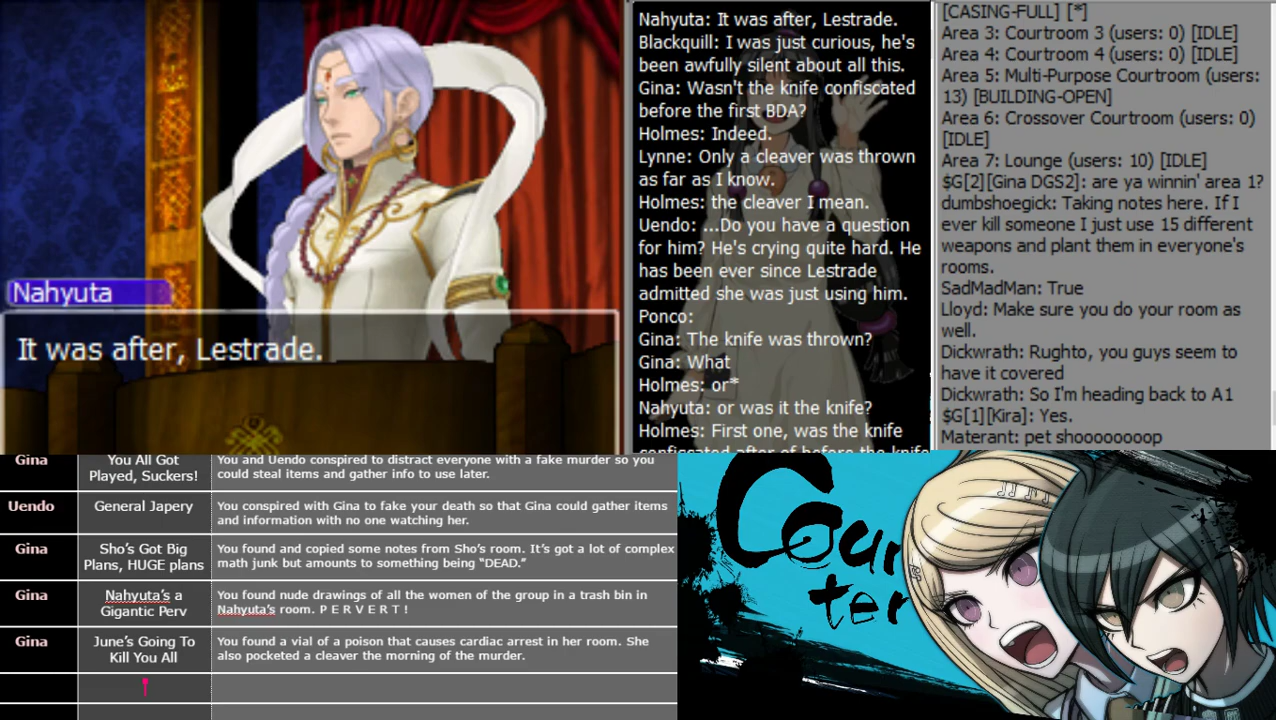 Nahyuta
It was after, Lestrade.
Nahyuta: It was after, Lestrade.
Blackquill: I was just curious, he's
been awfully silent about all this.
Gina: Wasn't the knife confiscated
before the first BDA?
Holmes: Indeed.
Lynne: Only a cleaver was thrown
as far as I know.
Holmes: the cleaver I mean.
Uendo: ...Do you have a question
for him? He's crying quite hard. He
has been ever since Lestrade
admitted she was just using him.
Ponco:
Gina: The knife was thrown?
Gina: What
Holmes: or*
Nahyuta: or was it the knife?
Holmes: First one, was the knife
confiscated after of before the knife
[CASING-FULL] [*]
Area 3: Courtroom 3 (users: 0) [IDLE]
Area 4: Courtroom 4 (users: 0) [IDLE]
Area 5: Multi-Purpose Courtroom (users:
13) [BUILDING-OPEN]
Area 6: Crossover Courtroom (users: 0)
[IDLE]
Area 7: Lounge (users: 10) [IDLE]
$G[2][Gina DGS2]: are ya winnin' area 1?
dumbshoegick: Taking notes here. If I
ever kill someone I just use 15 different
weapons and plant them in everyone's
rooms.
SadMadMan: True
Lloyd: Make sure you do your room as
well.
Dickwrath: Rughto, you guys seem to
have it covered
Dickwrath: So I'm heading back to A1
$G[1][Kira]: Yes.
Materant: pet shooooooop
Gina
You All Got
Played, Suckers!
You and Uendo conspired to distract everyone with a fake murder so you
could steal items and gather info to use later.
Uendo
General Japery
You conspired with Gina to fake your death so that Gina could gather items
and information with no one watching her.
Gina
Sho's Got Big
Plans, HUGE plans
You found and copied some notes from Sho's room. It's got a lot of complex
math junk but amounts to something being “DEAD.”
Gina
Nahyuta's a
Gigantic Perv
You found nude drawings of all the women of the group in a trash bin in
Nahyuta's room. P E R V E R T !
Gina
June's Going To
Kill You All
You found a vial of a poison that causes cardiac arrest in her room. She
also pocketed a cleaver the morning of the murder.
Coun
ter